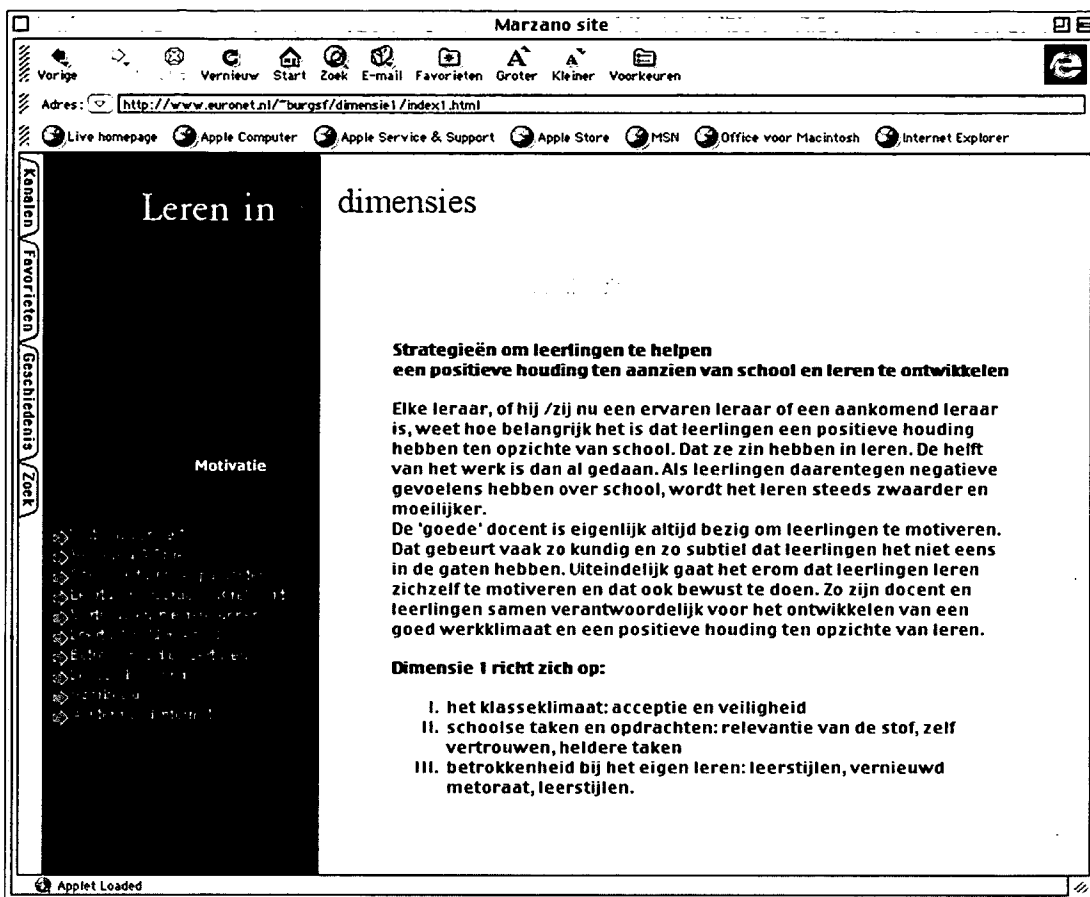 Marzano site
Vorige Vernieuw Start Zoek E-mail Favorieten Groter Kleiner Voorkeuren
Adres: http://www.euronet.nl/~burgsf/dimensie1/index1.html
Live homepage Apple Computer Apple Service & Support Apple Store MSN Office voor Macintosh Internet Explorer
Kanalen
Favorieten
Geschiedenis
Zoek
Leren in dimensies
Motivatie
Strategieën om leerlingen te helpen
een positieve houding ten aanzien van school en leren te ontwikkelen
Elke leraar, of hij /zij nu een ervaren leraar of een aankomend leraar
is, weet hoe belangrijk het is dat leerlingen een positieve houding
hebben ten opzichte van school. Dat ze zin hebben in leren. De helft
van het werk is dan al gedaan. Als leerlingen daarentegen negatieve
gevoelens hebben over school, wordt het leren steeds zwaarder en
moeilijker.
De 'goede' docent is eigenlijk altijd bezig om leerlingen te motiveren.
Dat gebeurt vaak zo kundig en zo subtiel dat leerlingen het niet eens
in de gaten hebben. Uiteindelijk gaat het erom dat leerlingen leren
zichzelf te motiveren en dat ook bewust te doen. Zo zijn docent en
leerlingen samen verantwoordelijk voor het ontwikkelen van een
goed werkklimaat en een positieve houding ten opzichte van leren.
Dimensie 1 richt zich op:
I. het klasseklimaat: acceptie en veiligheid
II. schoolse taken en opdrachten: relevantie van de stof, zelf
vertrouwen, heldere taken
III. betrokkenheid bij het eigen leren: leerstijlen, vernieuwd
metoraat, leerstijlen.
Applet Loaded